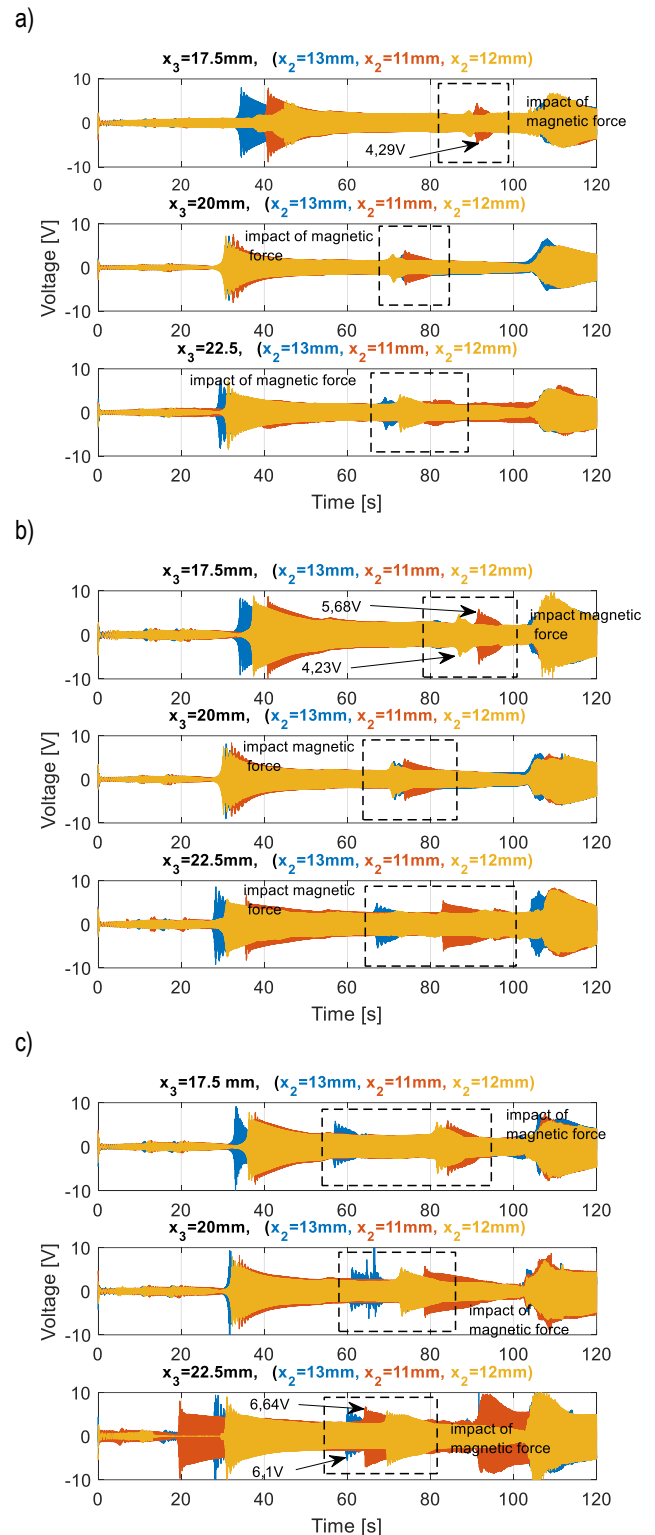 a)
x3=17.5mm, (x2=13mm, x2=11mm, x2=12mm)
10
0
-10
impact of
magnetic force
4,29V
0 20 40 60 80 100 120
x3=20mm, (x2=13mm, x2=11mm, x2=12mm)
Voltage [V]
10
0
-10
impact of magnetic
force
0 20 40 60 80 100 120
x3=22.5, (x2=13mm, x2=11mm, x2=12mm)
10
0
-10
impact of magnetic force
0 20 40 60 80 100 120
Time [s]
b)
x3=17.5mm, (x2=13mm, x2=11mm, x2=12mm)
10
0
-10
5,68V
impact magnetic
force
4,23V
0 20 40 60 80 100 120
x3=20mm, (x2=13mm, x2=11mm, x2=12mm)
Voltage [V]
10
0
-10
impact magnetic
force
0 20 40 60 80 100 120
x3=22.5mm, (x2=13mm, x2=11mm, x2=12mm)
10
0
-10
impact magnetic
force
0 20 40 60 80 100 120
Time [s]
c)
x3=17.5 mm, (x2=13mm, x2=11mm, x2=12mm)
10
0
-10
impact of
magnetic force
0 20 40 60 80 100 120
x3=20mm, (x2=13mm, x2=11mm, x2=12mm)
Voltage [V]
10
0
-10
impact of
magnetic force
0 20 40 60 80 100 120
x3=22.5mm, (x2=13mm, x2=11mm, x2=12mm)
10
0
-10
6,64V
impact of
magnetic force
6,1V
0 20 40 60 80 100 120
Time [s]